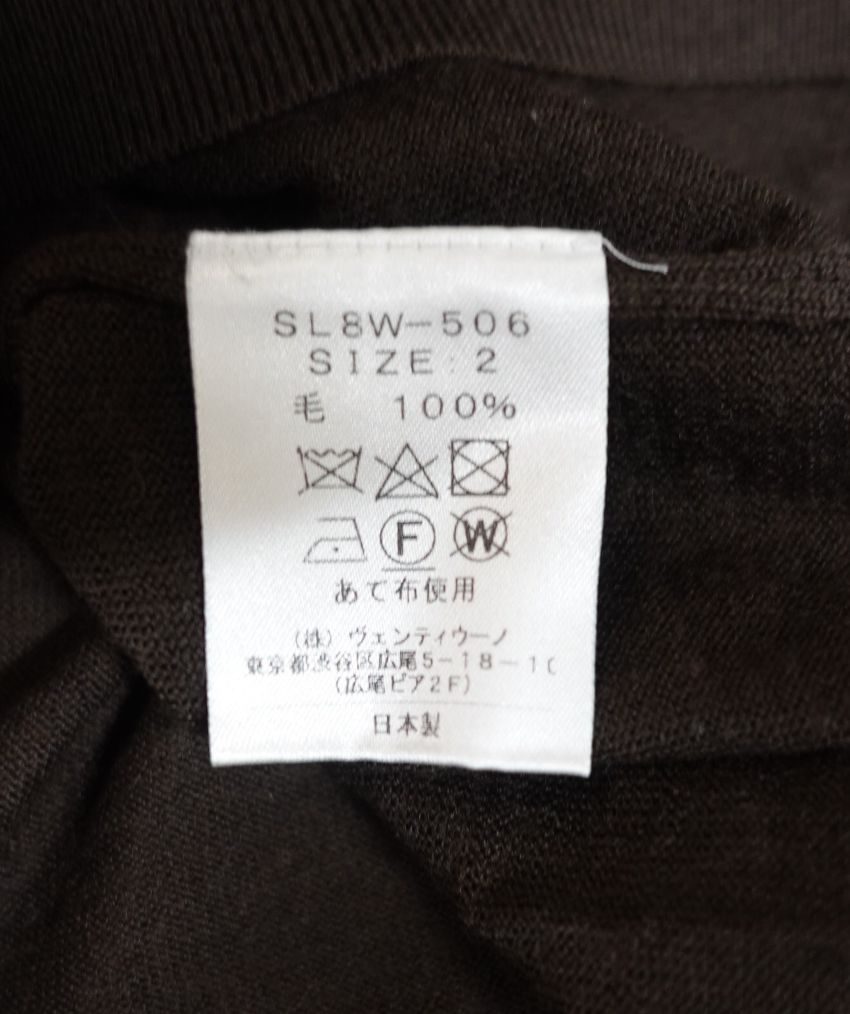 SL8W-506
SIZE:2
毛 100%
F W
あて布使用
(株)ヴェンティウーノ
東京都渋谷区広尾5-18-10
(広尾ピア2F)
日本製